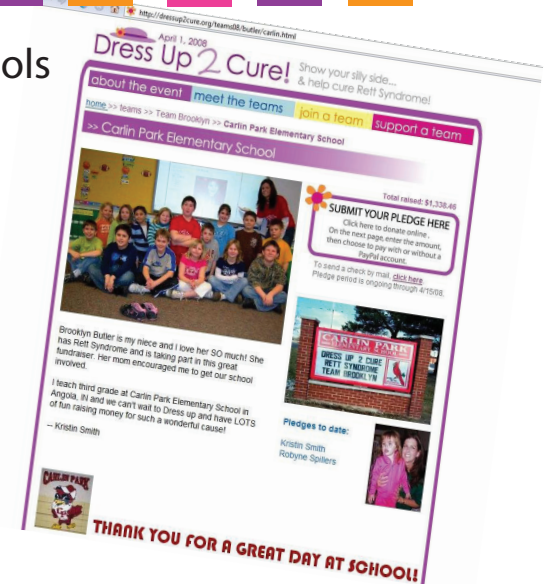 ools
http://dressup2cure.org/teams08/butler/carlin.html
April 1, 2008
Dress Up 2 Cure!
Show your silly side...
& help cure Rett Syndrome!
about the event
meet the teams
join a team
support a team
home >> teams >> Team Brooklyn >> Carlin Park Elementary School
>> Carlin Park Elementary School
Total raised: $1,338.46
SUBMIT YOUR PLEDGE HERE
Click here to donate online.
On the next page, enter the amount,
then choose to pay with or without a
PayPal account.
To send a check by mail, click here.
Pledge period is ongoing through 4/15/08.
CARLIN PARK
ELEMENTARY SCHOOL
DRESS UP 2 CURE
RETT SYNDROME
TEAM BROOKLYN
Brooklyn Butler is my niece and I love her SO much! She
has Rett Syndrome and is taking part in this great
fundraiser. Her mom encouraged me to get our school
involved.
I teach third grade at Carlin Park Elementary School in
Angola, IN and we can't wait to Dress up and have LOTS
of fun raising money for such a wonderful cause!
-- Kristin Smith
Pledges to date:
Kristin Smith
Robyne Spillers
CARLIN PARK
THANK YOU FOR A GREAT DAY AT SCHOOL!